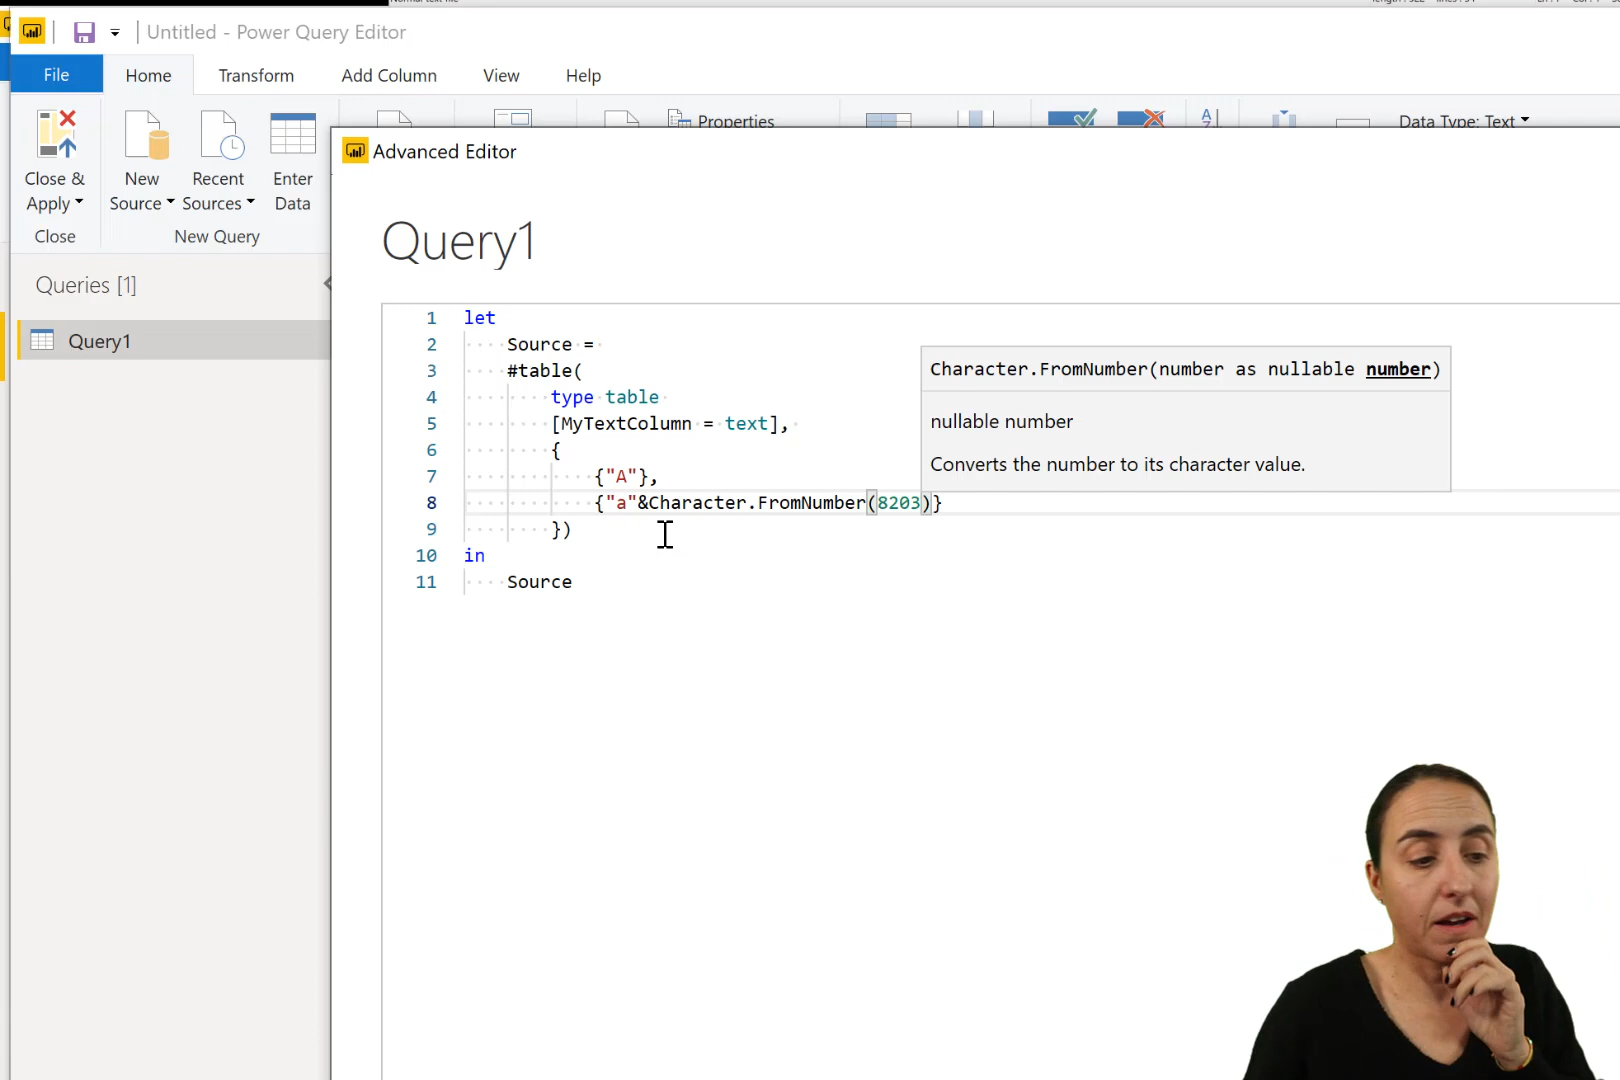 Normal text file
Untitled - Power Query Editor
File
Home
Transform
Add Column
View
Help
Properties
Data Type: Text
Close &
Apply
New
Source
Recent
Sources
Enter
Data
Close
New Query
Advanced Editor
Query1
Queries [1]
Query1
1 let
2 Source =
3 #table(
4 type table
5 [MyTextColumn = text],
6 {
7 {"A"},
8 {"a"&Character.FromNumber(8203)}
9 })
10 in
11 Source
Character.FromNumber(number as nullable number)
nullable number
Converts the number to its character value.